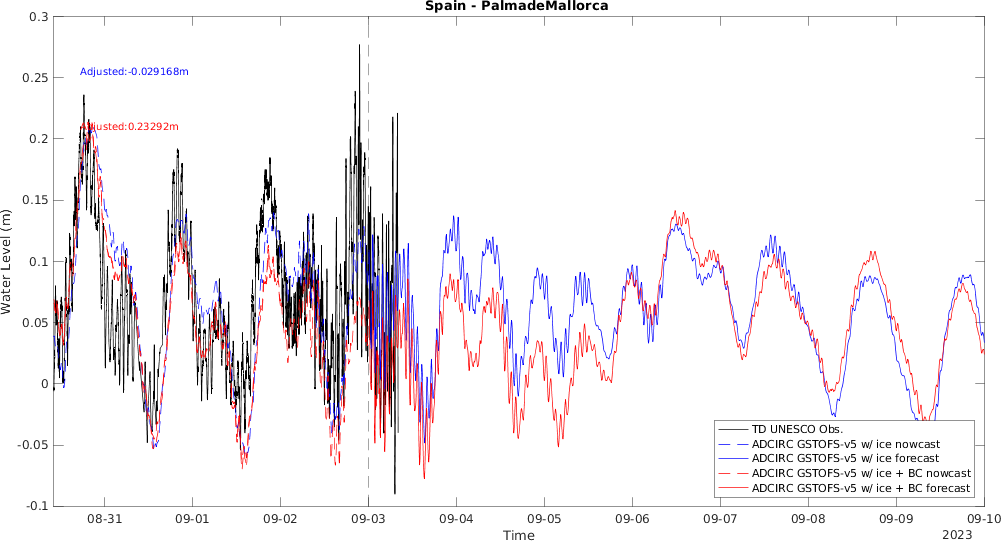 Spain - PalmadeMallorca
0.3
0.25
0.2
0.15
0.1
0.05
0
-0.05
-0.1
Water Level (m)
Adjusted:-0.029168m
Adjusted:0.23292m
TD UNESCO Obs.
ADCIRC GSTOFS-v5 w/ ice nowcast
ADCIRC GSTOFS-v5 w/ ice forecast
ADCIRC GSTOFS-v5 w/ ice + BC nowcast
ADCIRC GSTOFS-v5 w/ ice + BC forecast
08-31 09-01 09-02 09-03 09-04 09-05 09-06 09-07 09-08 09-09 09-10
Time
2023